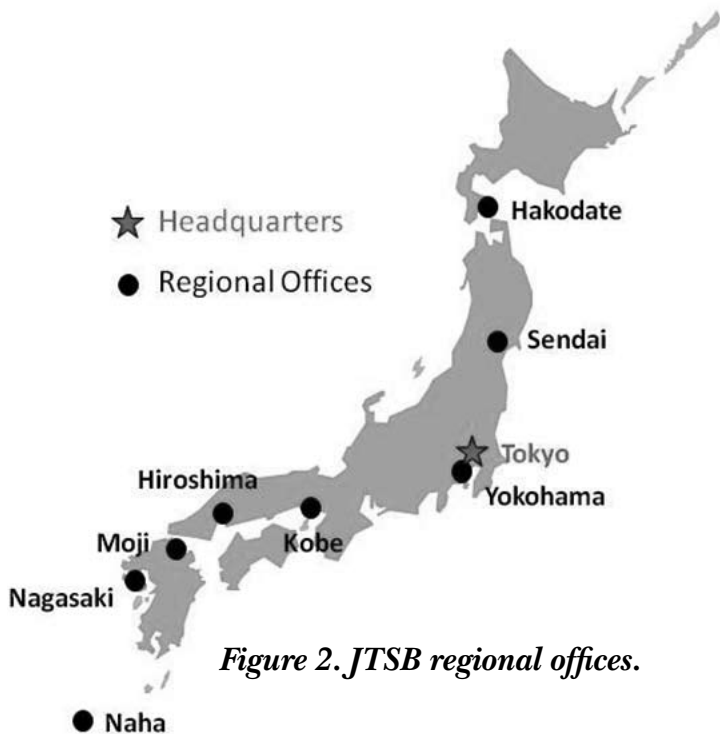 Headquarters
Regional Offices
Hakodate
Sendai
Tokyo
Yokohama
Hiroshima
Kobe
Moji
Nagasaki
Naha
Figure 2. JTSB regional offices.